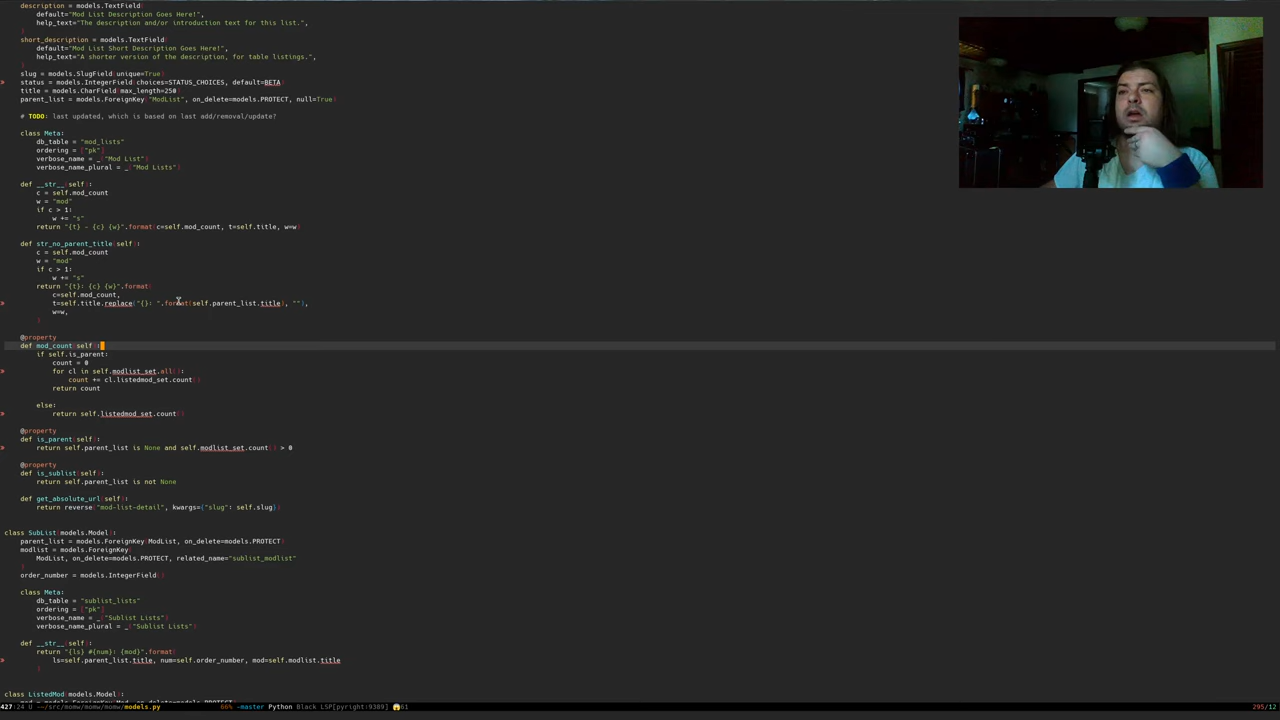 description = models.TextField(
default="Mod List Description Goes Here!",
help_text="The description and/or introduction text for this list.",
)
short_description = models.TextField(
default="Mod List Short Description Goes Here!",
help_text="A shorter version of the description, for table listings.",
)
slug = models.SlugField(unique=True)
» status = models.IntegerField(choices=STATUS_CHOICES, default=BETA)
title = models.CharField(max_length=250)
parent_list = models.ForeignKey("ModList", on_delete=models.PROTECT, null=True)
# TODO: last updated, which is based on last add/removal/update?
class Meta:
db_table = "mod_lists"
ordering = ["pk"]
verbose_name = _("Mod List")
verbose_name_plural = _("Mod Lists")
def __str__(self):
c = self.mod_count
w = "mod"
if c > 1:
w += "s"
return "{t} - {c} {w}".format(c=self.mod_count, t=self.title, w=w)
def str_no_parent_title(self):
c = self.mod_count
w = "mod"
if c > 1:
w += "s"
return "{t}: {c} {w}".format(
c=self.mod_count,
» t=self.title.replace("{}: ".format(self.parent_list.title), ""),
w=w,
)
@property
def mod_count(self):
if self.is_parent:
count = 0
» for cl in self.modlist_set.all():
count += cl.listedmod_set.count()
return count
else:
» return self.listedmod_set.count()
@property
def is_parent(self):
» return self.parent_list is None and self.modlist_set.count() > 0
@property
def is_sublist(self):
return self.parent_list is not None
def get_absolute_url(self):
return reverse("mod-list-detail", kwargs={"slug": self.slug})
class SubList(models.Model):
parent_list = models.ForeignKey(ModList, on_delete=models.PROTECT)
modlist = models.ForeignKey(
ModList, on_delete=models.PROTECT, related_name="sublist_modlist"
)
order_number = models.IntegerField()
class Meta:
db_table = "sublist_lists"
ordering = ["pk"]
verbose_name = _("Sublist Lists")
verbose_name_plural = _("Sublist Lists")
def __str__(self):
return "{ls} #{num}: {mod}".format(
» ls=self.parent_list.title, num=self.order_number, mod=self.modlist.title
)
class ListedMod(models.Model):
427:24 U ~/src/momw/momw/momw/models.py 66% -master Python Black LSP[pyright:9389] 😱61 295/12